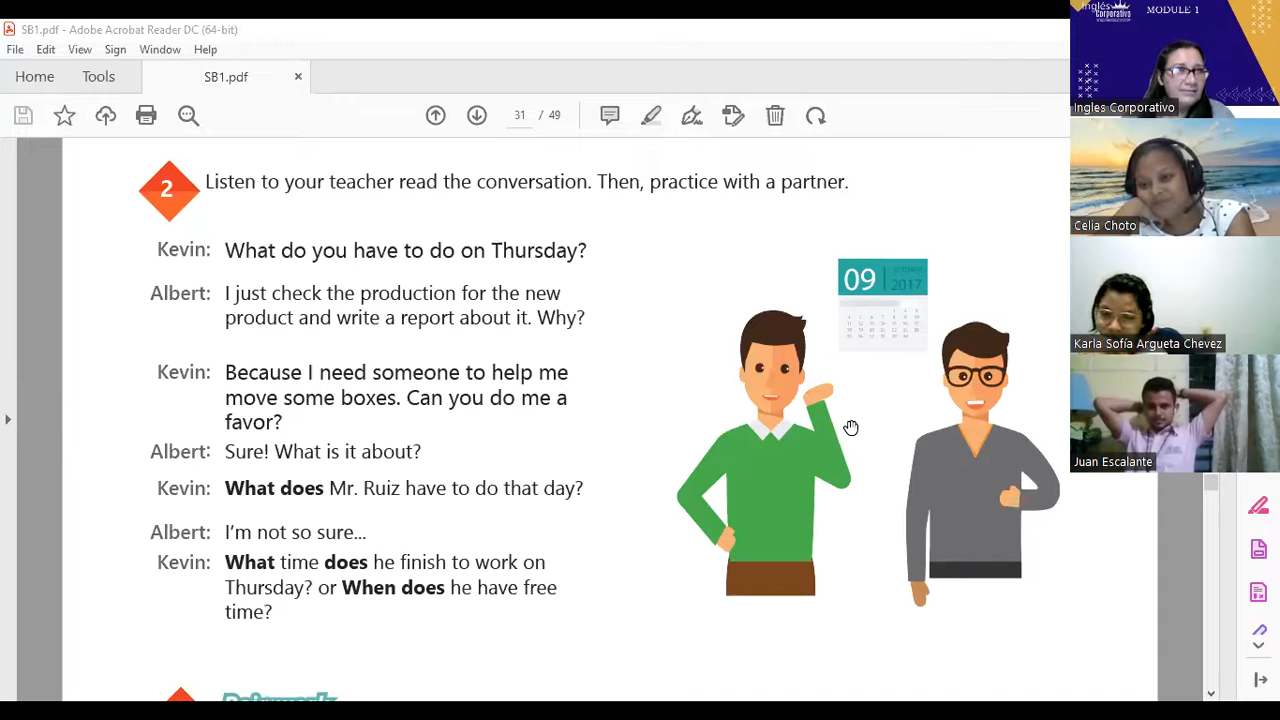 SB1.pdf - Adobe Acrobat Reader DC (64-bit)
File Edit View Sign Window Help
Home Tools SB1.pdf ×
31 / 49
2 Listen to your teacher read the conversation. Then, practice with a partner.
Kevin: What do you have to do on Thursday?
Albert: I just check the production for the new
product and write a report about it. Why?
Kevin: Because I need someone to help me
move some boxes. Can you do me a
favor?
Albert: Sure! What is it about?
Kevin: What does Mr. Ruiz have to do that day?
Albert: I'm not so sure...
Kevin: What time does he finish to work on
Thursday? or When does he have free
time?
09
2017
Inglés
corporativo
MODULE 1
Ingles Corporativo
Celia Choto
Karla Sofía Argueta Chevez
Juan Escalante